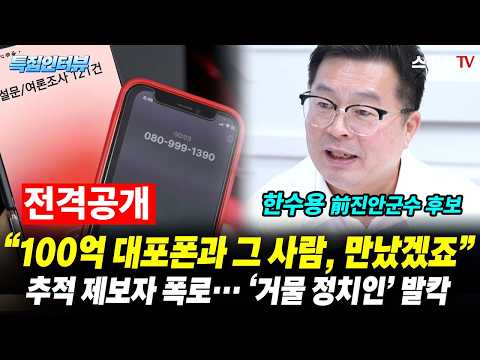 특집인터뷰
TV
설문/여론조사 121건
00:03
080-999-1390
전격공개
한수용 前진안군수 후보
“100억 대포폰과 그 사람, 만났겠죠”
추적 제보자 폭로… ‘거물 정치인’ 발칵